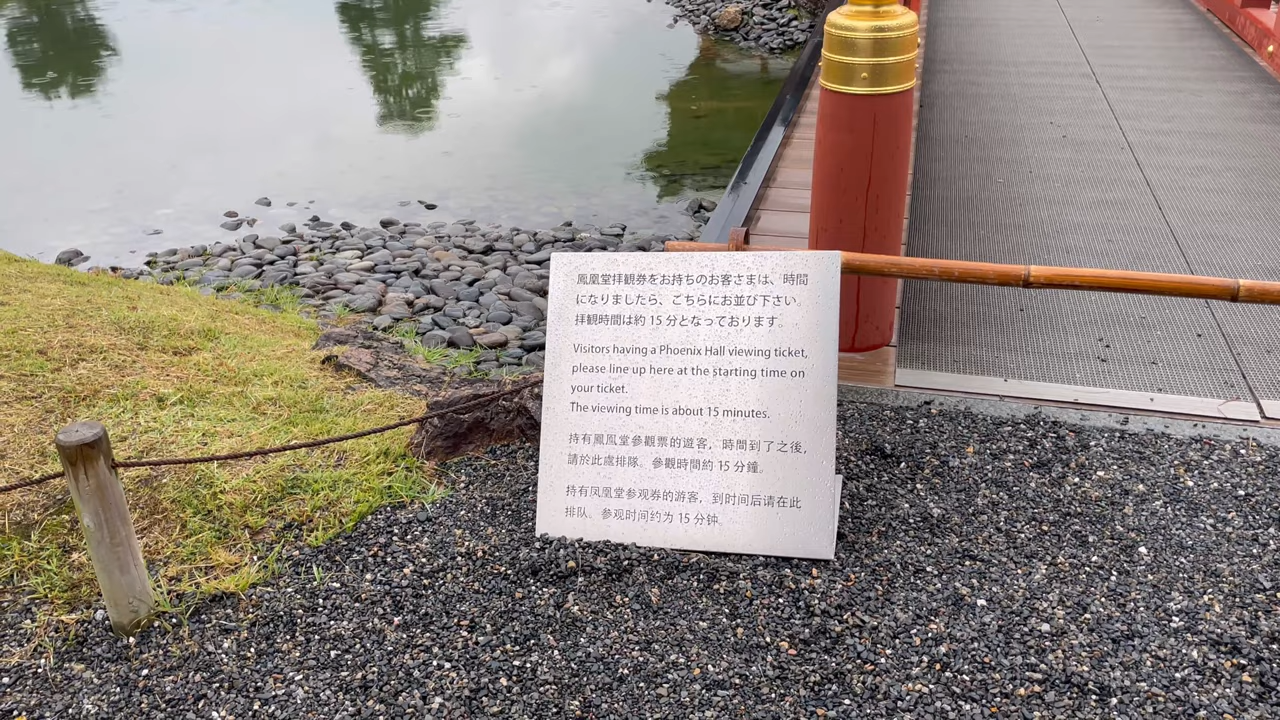 鳳凰堂拝観券をお持ちのお客さまは、時間
になりましたら、こちらにお並び下さい。
拝観時間は約 15 分となっております。
Visitors having a Phoenix Hall viewing ticket,
please line up here at the starting time on
your ticket.
The viewing time is about 15 minutes.
持有鳳凰堂參觀票的遊客，時間到了之後，
請於此處排隊。參觀時間約 15 分鐘。
持有凤凰堂参观券的游客，到时间后请在此
排队。参观时间约为 15 分钟。